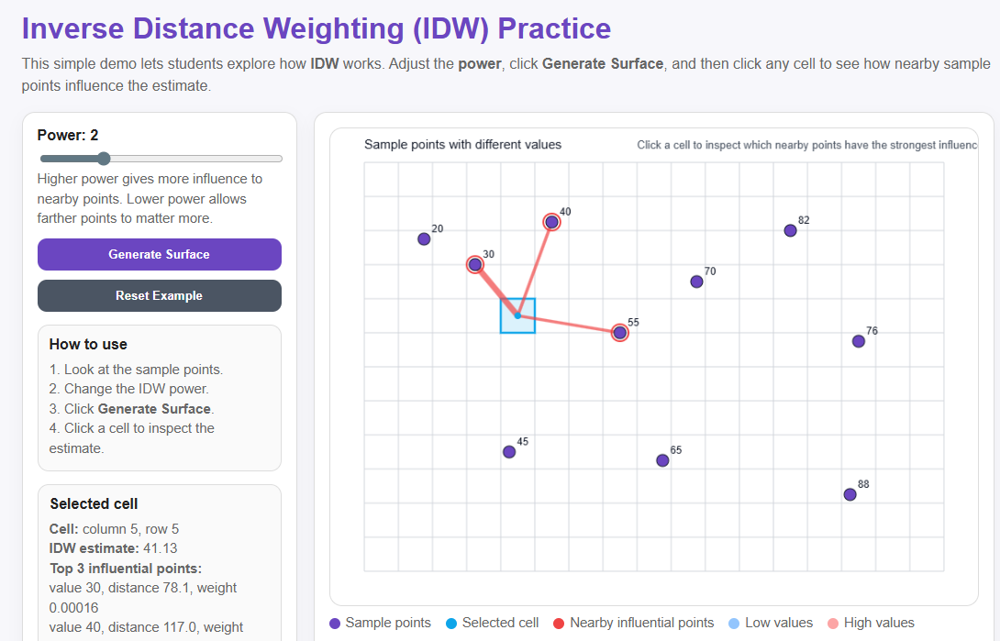 Inverse Distance Weighting (IDW) Practice
This simple demo lets students explore how IDW works. Adjust the power, click Generate Surface, and then click any cell to see how nearby sample
points influence the estimate.
Power: 2
Higher power gives more influence to
nearby points. Lower power allows
farther points to matter more.
Generate Surface
Reset Example
How to use
1. Look at the sample points.
2. Change the IDW power.
3. Click Generate Surface.
4. Click a cell to inspect the
estimate.
Selected cell
Cell: column 5, row 5
IDW estimate: 41.13
Top 3 influential points:
value 30, distance 78.1, weight
0.00016
value 40, distance 117.0, weight
Sample points with different values
Click a cell to inspect which nearby points have the strongest influenc
40
82
20
30
70
55
76
45
65
88
Sample points
Selected cell
Nearby influential points
Low values
High values